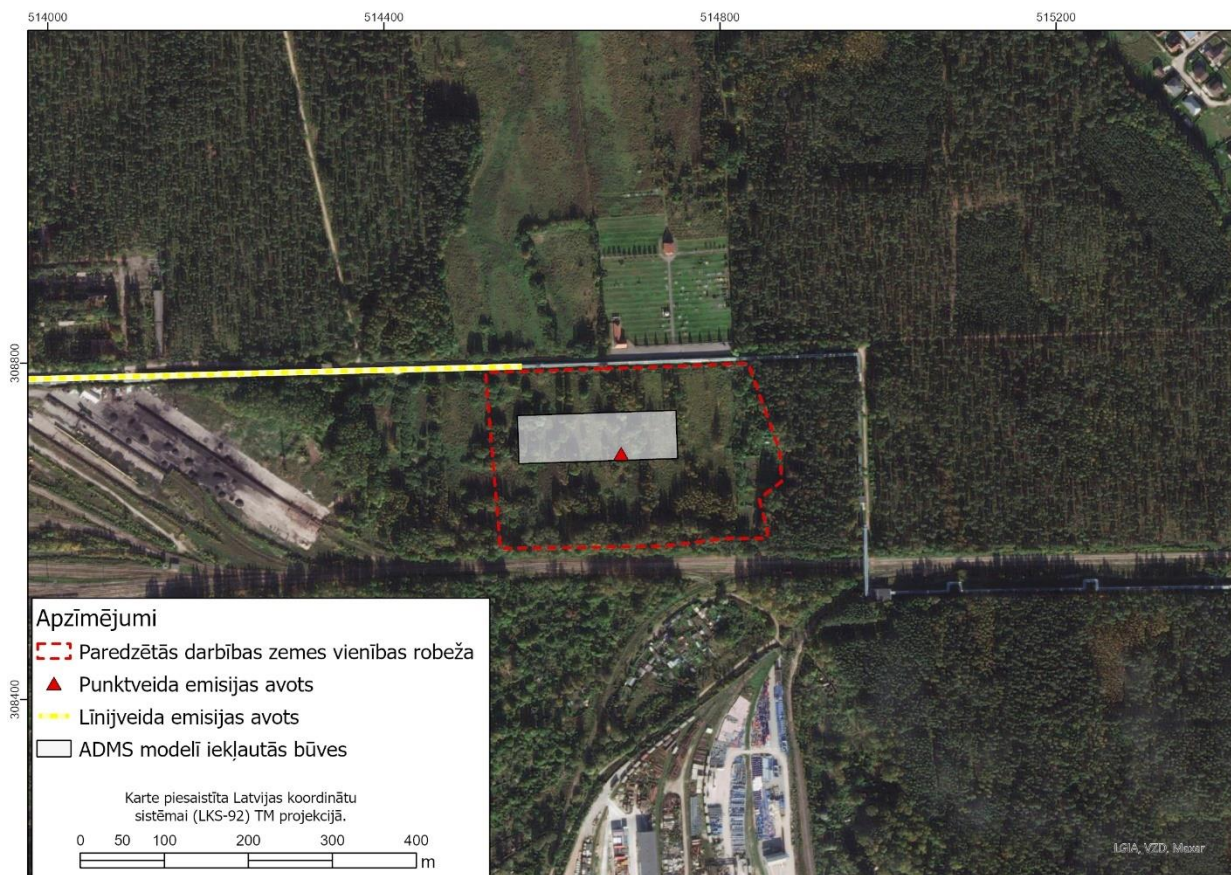 514000 514400 514800 515200
308800
308400
Apzīmējumi
Paredzētās darbības zemes vienības robeža
Punktveida emisijas avots
Līnijveida emisijas avots
ADMS modelī iekļautās būves
Karte piesaistīta Latvijas koordinātu
sistēmai (LKS-92) TM projekcijā.
0 50 100 200 300 400
m
LGIA, VZD, Maxar